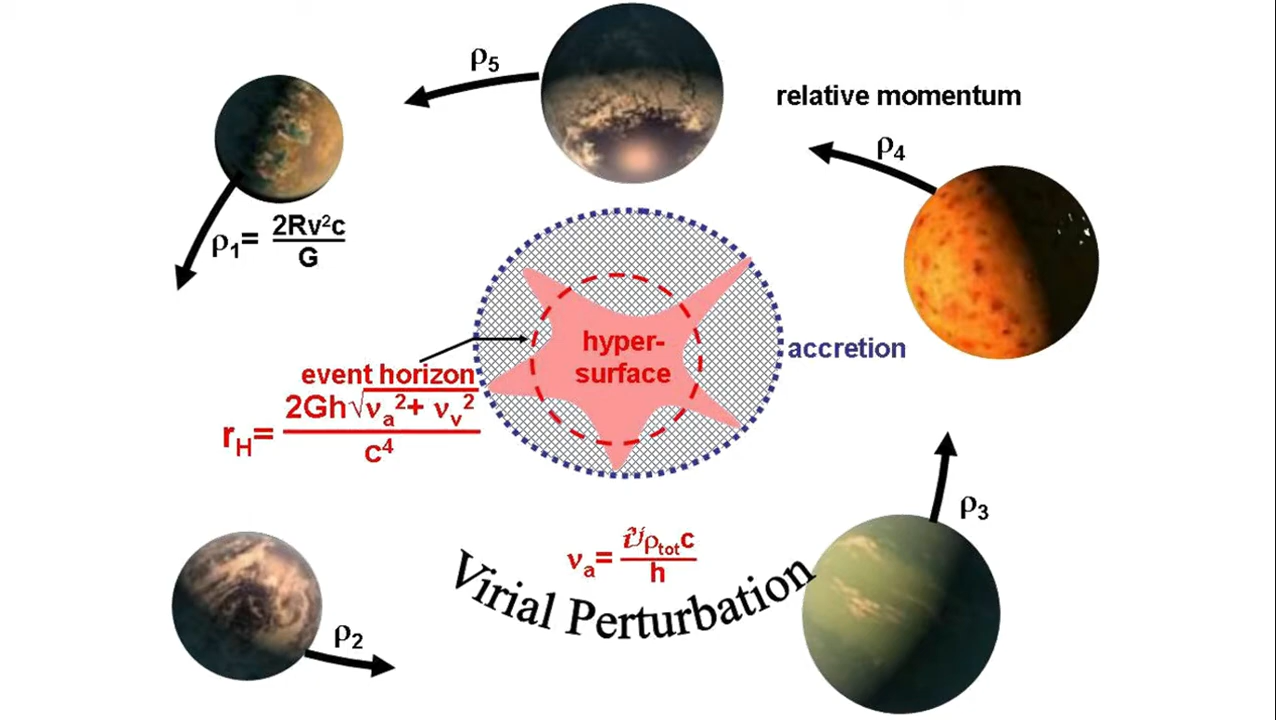 ρ5
relative momentum
ρ4
ρ1= 2Rv²c
G
hyper-
surface
accretion
event horizon
rH= 2Gh√νa²+ νv²
c⁴
ρ3
νa= ρtotc
h
Virial Perturbation
ρ2